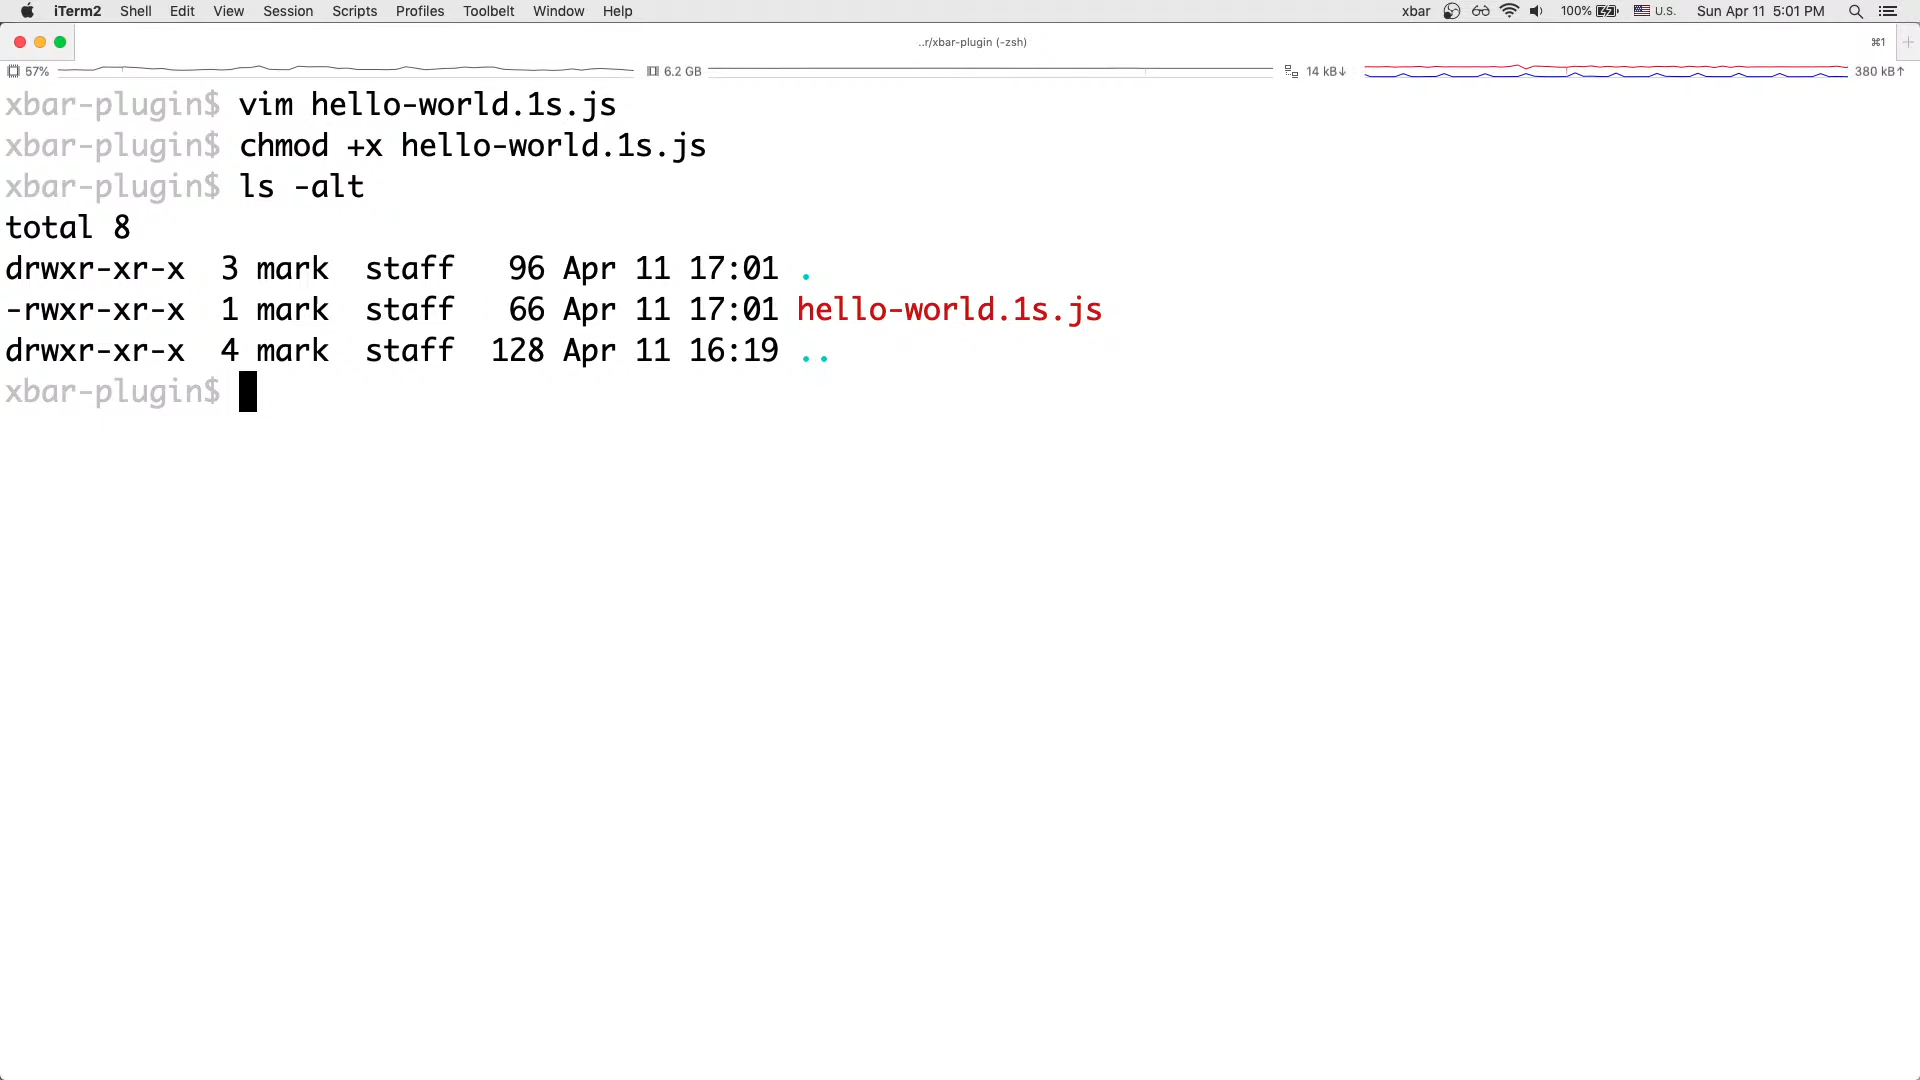 iTerm2 Shell Edit View Session Scripts Profiles Toolbelt Window Help xbar 100% U.S. Sun Apr 11 5:01 PM
..r/xbar-plugin (-zsh) ⌘1
57% 6.2 GB 14 kB↓ 380 kB↑
xbar-plugin$ vim hello-world.1s.js
xbar-plugin$ chmod +x hello-world.1s.js
xbar-plugin$ ls -alt
total 8
drwxr-xr-x  3 mark  staff   96 Apr 11 17:01 .
-rwxr-xr-x  1 mark  staff   66 Apr 11 17:01 hello-world.1s.js
drwxr-xr-x  4 mark  staff  128 Apr 11 16:19 ..
xbar-plugin$